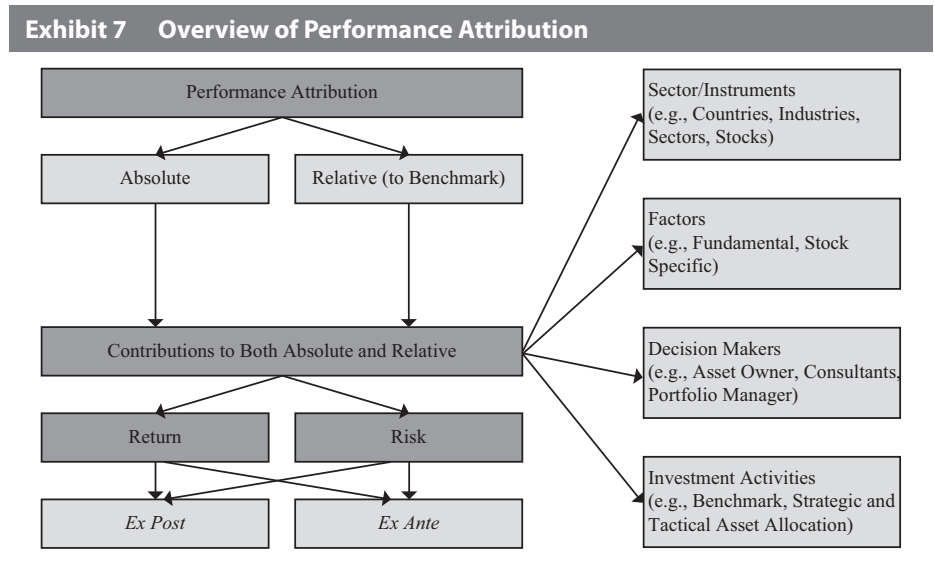 Exhibit 7 Overview of Performance Attribution
Performance Attribution
Absolute
Relative (to Benchmark)
Contributions to Both Absolute and Relative
Return
Risk
Ex Post
Ex Ante
Sector/Instruments
(e.g., Countries, Industries,
Sectors, Stocks)
Factors
(e.g., Fundamental, Stock
Specific)
Decision Makers
(e.g., Asset Owner, Consultants,
Portfolio Manager)
Investment Activities
(e.g., Benchmark, Strategic and
Tactical Asset Allocation)